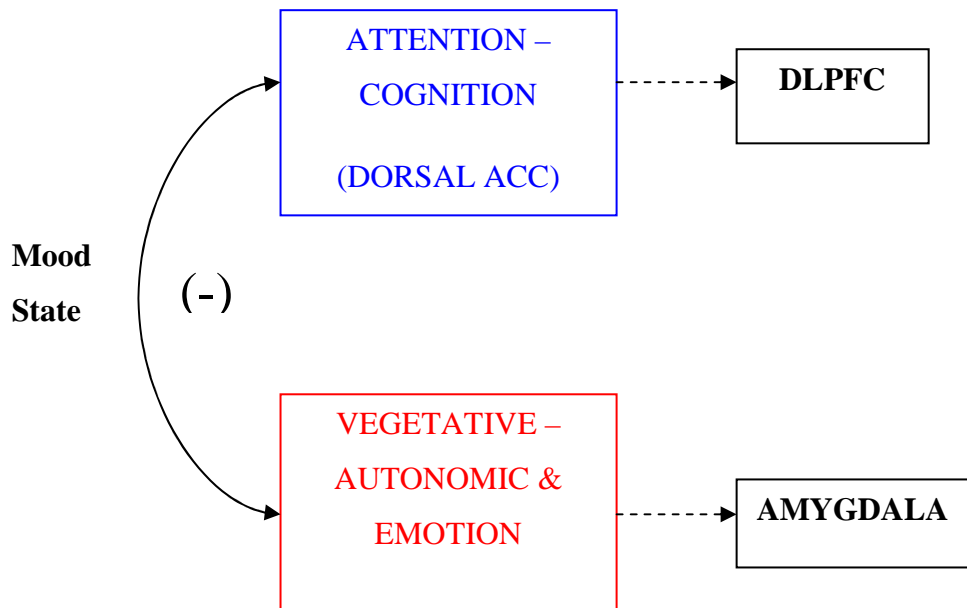 ATTENTION –
COGNITION
(DORSAL ACC)
DLPFC
Mood
State
(-)
VEGETATIVE –
AUTONOMIC &
EMOTION
AMYGDALA